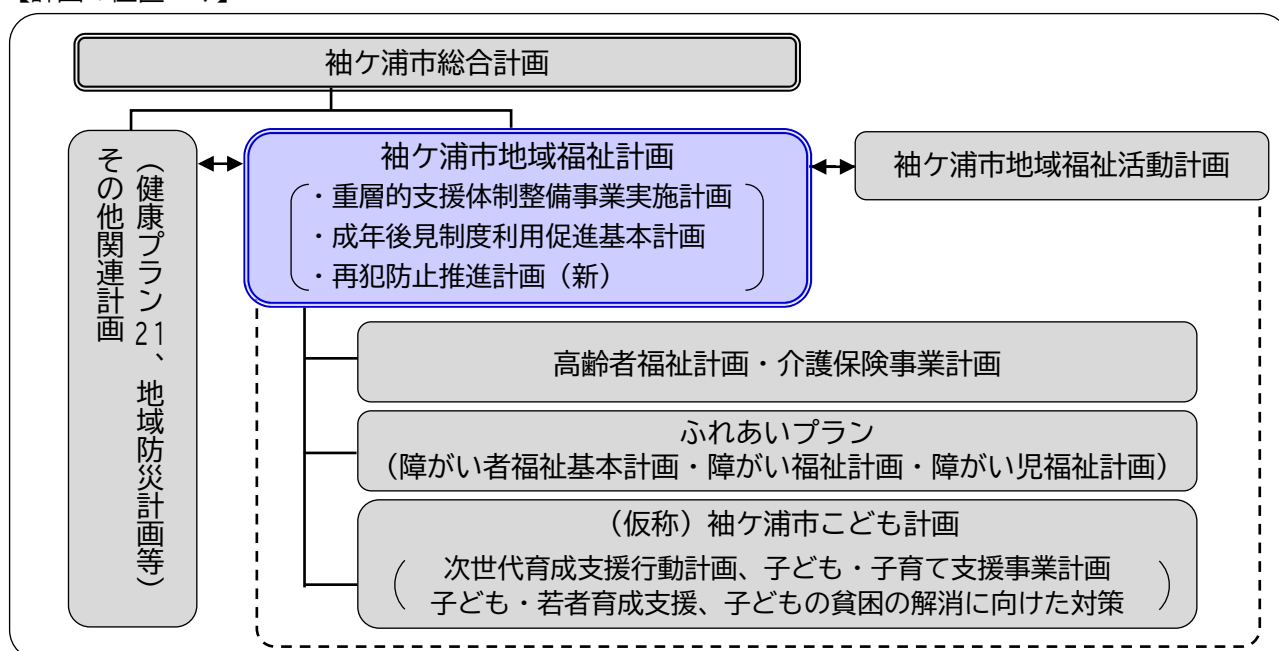 袖ケ浦市総合計画
袖ケ浦市地域福祉計画
・重層的支援体制整備事業実施計画
・成年後見制度利用促進基本計画
・再犯防止推進計画（新）
袖ケ浦市地域福祉活動計画
その他関連計画
（健康プラン21、地域防災計画等）
高齢者福祉計画・介護保険事業計画
ふれあいプラン
（障がい者福祉基本計画・障がい福祉計画・障がい児福祉計画）
（仮称）袖ケ浦市こども計画
次世代育成支援行動計画、子ども・子育て支援事業計画
子ども・若者育成支援、子どもの貧困の解消に向けた対策